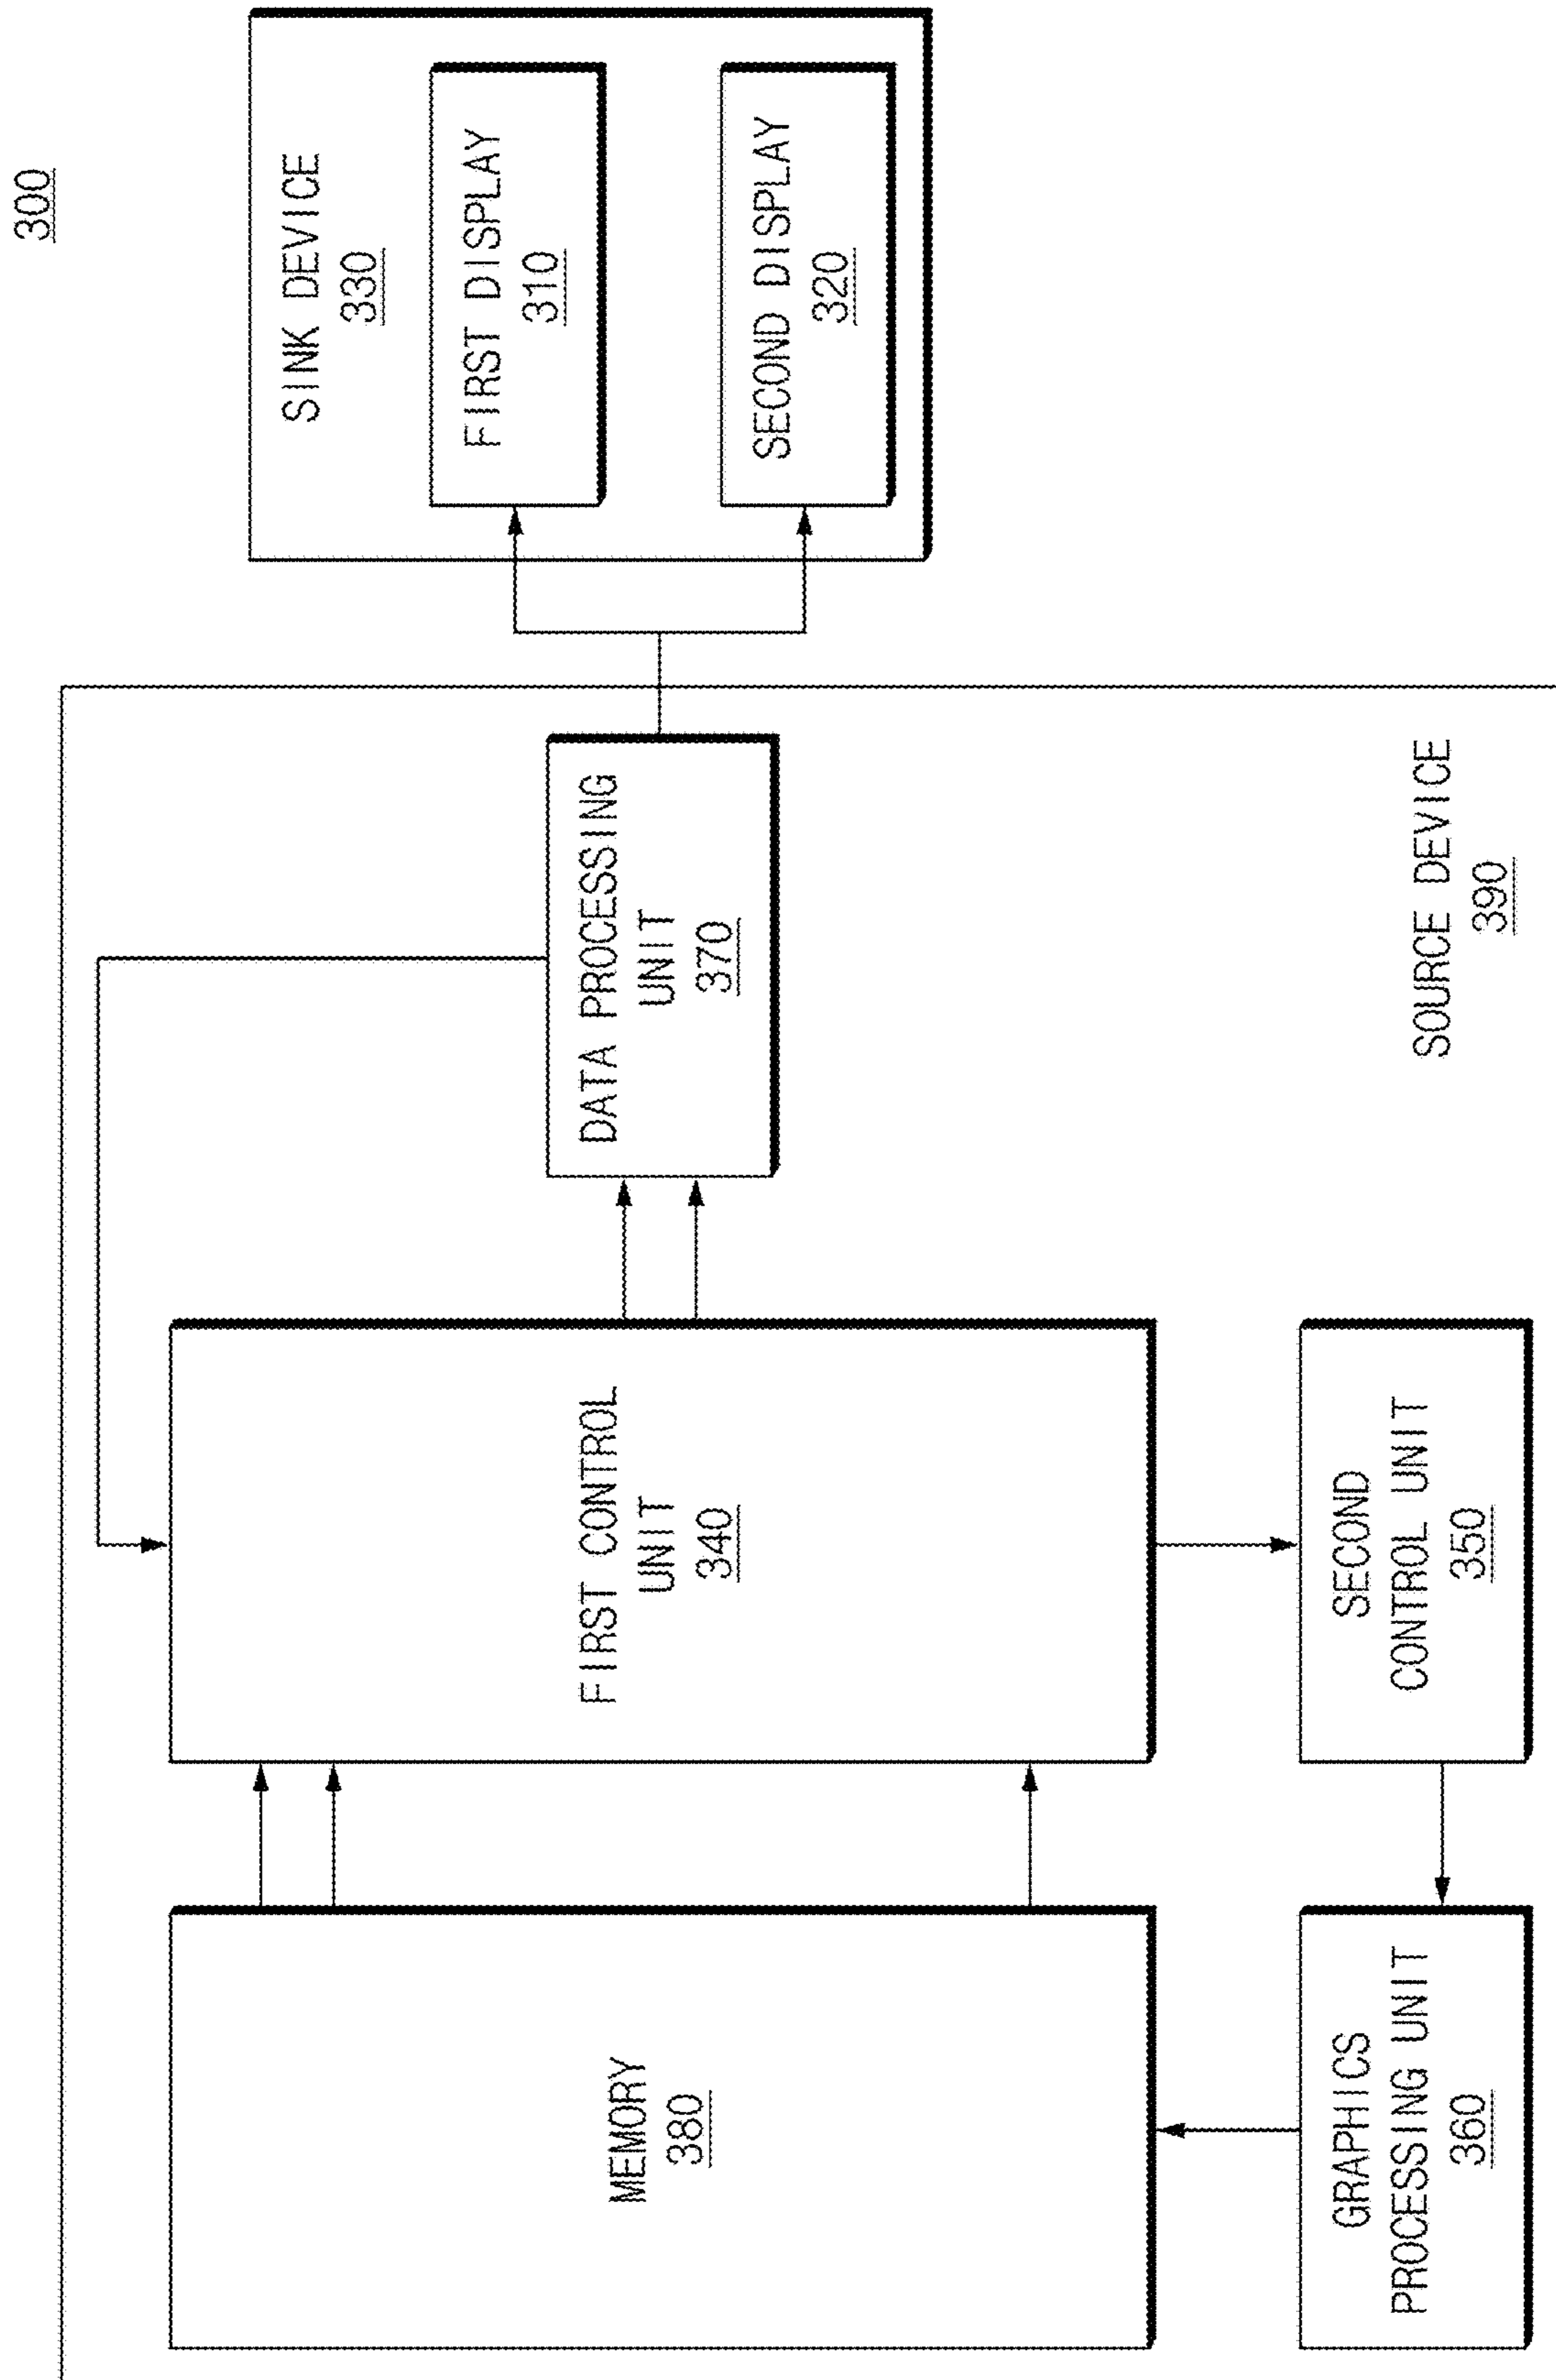 300
SINK DEVICE
330
FIRST DISPLAY
310
SECOND DISPLAY
320
DATA PROCESSING
UNIT
370
SOURCE DEVICE
390
FIRST CONTROL
UNIT
340
SECOND
CONTROL UNIT
350
MEMORY
380
GRAPHICS
PROCESSING UNIT
360